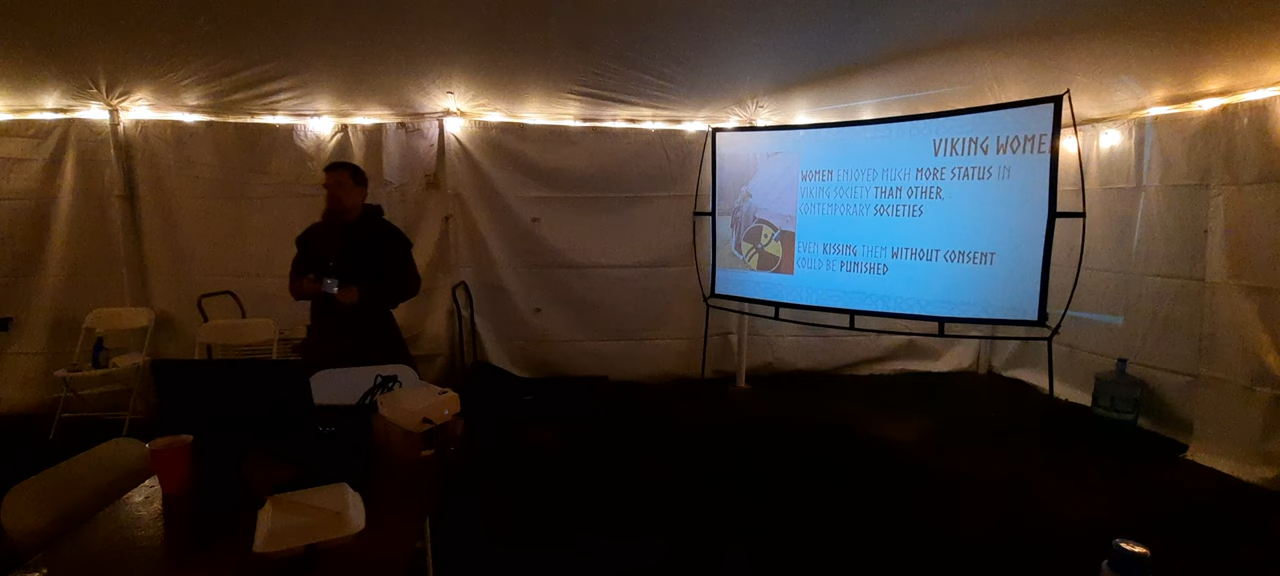 VIKING WOME
WOMEN ENJOYED MUCH MORE STATUS IN
VIKING SOCIETY THAN OTHER,
CONTEMPORARY SOCIETIES
EVEN KISSING THEM WITHOUT CONSENT
COULD BE PUNISHED